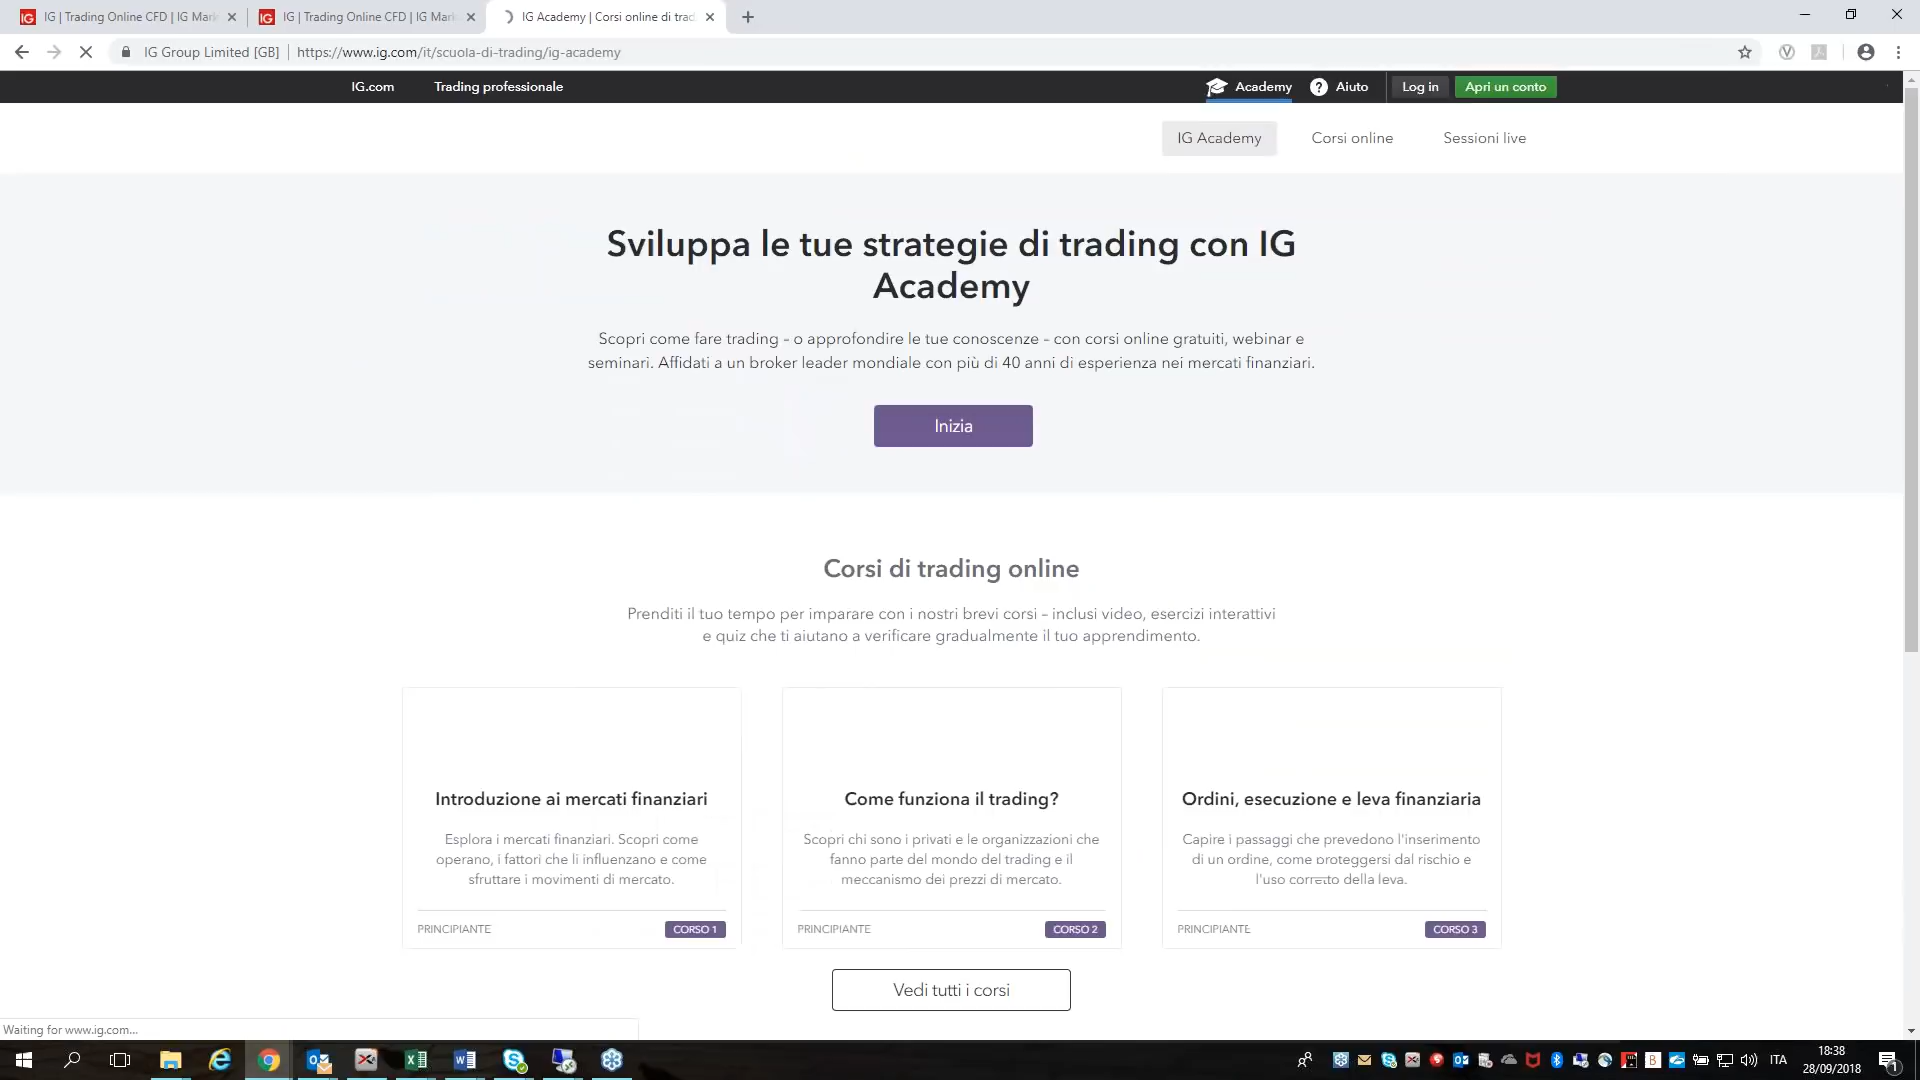 IG | Trading Online CFD | IG Mark
IG | Trading Online CFD | IG Mark
IG Academy | Corsi online di trad
IG Group Limited [GB]
https://www.ig.com/it/scuola-di-trading/ig-academy
IG.com
Trading professionale
Academy
Aiuto
Log in
Apri un conto
IG Academy
Corsi online
Sessioni live
Sviluppa le tue strategie di trading con IG
Academy
Scopri come fare trading – o approfondire le tue conoscenze – con corsi online gratuiti, webinar e
seminari. Affidati a un broker leader mondiale con più di 40 anni di esperienza nei mercati finanziari.
Inizia
Corsi di trading online
Prenditi il tuo tempo per imparare con i nostri brevi corsi – inclusi video, esercizi interattivi
e quiz che ti aiutano a verificare gradualmente il tuo apprendimento.
Introduzione ai mercati finanziari
Esplora i mercati finanziari. Scopri come
operano, i fattori che li influenzano e come
sfruttare i movimenti di mercato.
PRINCIPIANTE
CORSO 1
Come funziona il trading?
Scopri chi sono i privati e le organizzazioni che
fanno parte del mondo del trading e il
meccanismo dei prezzi di mercato.
PRINCIPIANTE
CORSO 2
Ordini, esecuzione e leva finanziaria
Capire i passaggi che prevedono l'inserimento
di un ordine, come proteggersi dal rischio e
l'uso corretto della leva.
PRINCIPIANTE
CORSO 3
Vedi tutti i corsi
Waiting for www.ig.com...
ITA
18:38
28/09/2018